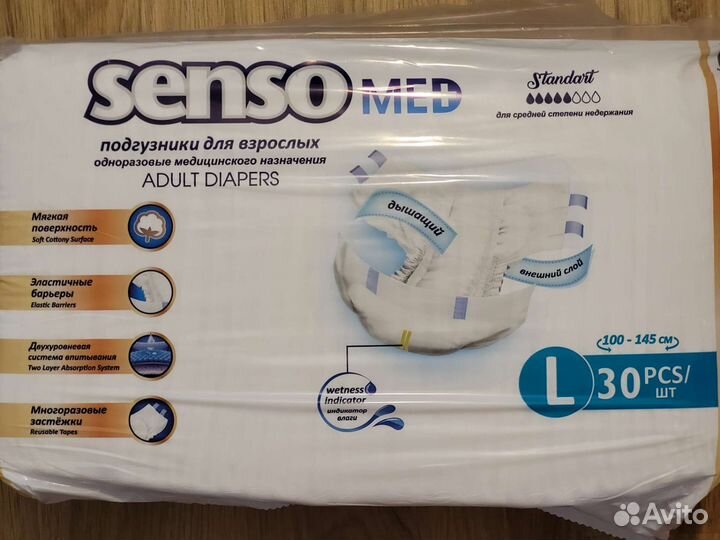 senso MED
Standart
для средней степени недержания
подгузники для взрослых
одноразовые медицинского назначения
ADULT DIAPERS
Мягкая
поверхность
Soft Cottony Surface
Эластичные
барьеры
Elastic Barriers
Двухуровневая
система впитывания
Two Layer Absorption System
Многоразовые
застёжки
Reusable Tapes
дышащий
внешний слой
wetness
indicator
индикатор
влаги
100 - 145 см
L 30 PCS/
шт
Avito